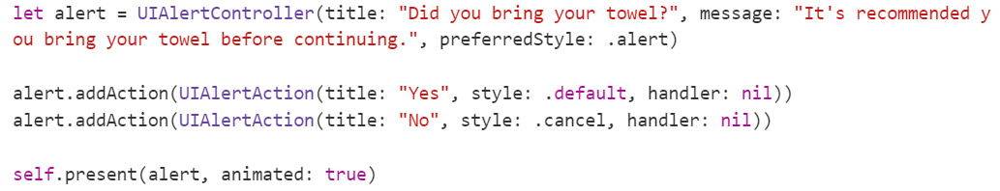 let alert = UIAlertController(title: "Did you bring your towel?", message: "It's recommended y
ou bring your towel before continuing.", preferredStyle: .alert)
alert.addAction(UIAlertAction(title: "Yes", style: .default, handler: nil))
alert.addAction(UIAlertAction(title: "No", style: .cancel, handler: nil))
self.present(alert, animated: true)